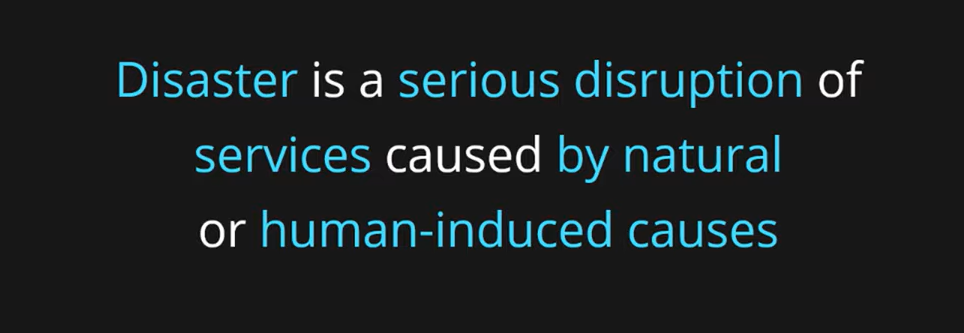 Disaster is a serious disruption of
services caused by natural
or human-induced causes